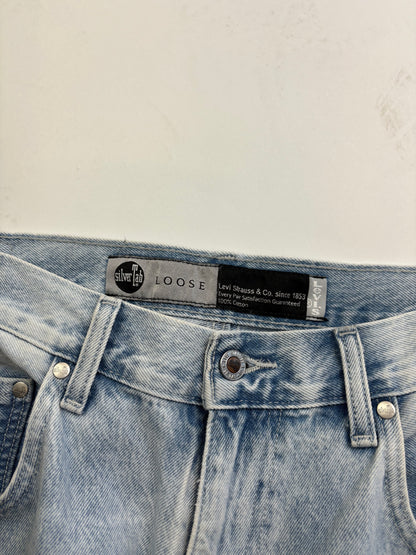 silverTab
LOOSE
Levi Strauss & Co. since 1853
Every Pair Satisfaction Guaranteed
100% Cotton
LEVI'S